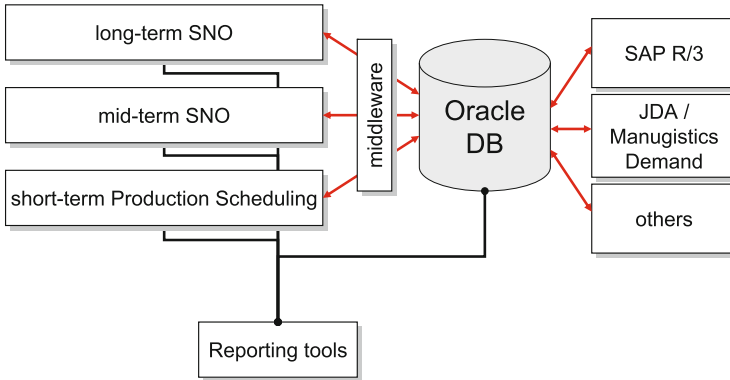 long-term SNO
mid-term SNO
short-term Production Scheduling
middleware
Oracle
DB
SAP R/3
JDA /
Manugistics
Demand
others
Reporting tools